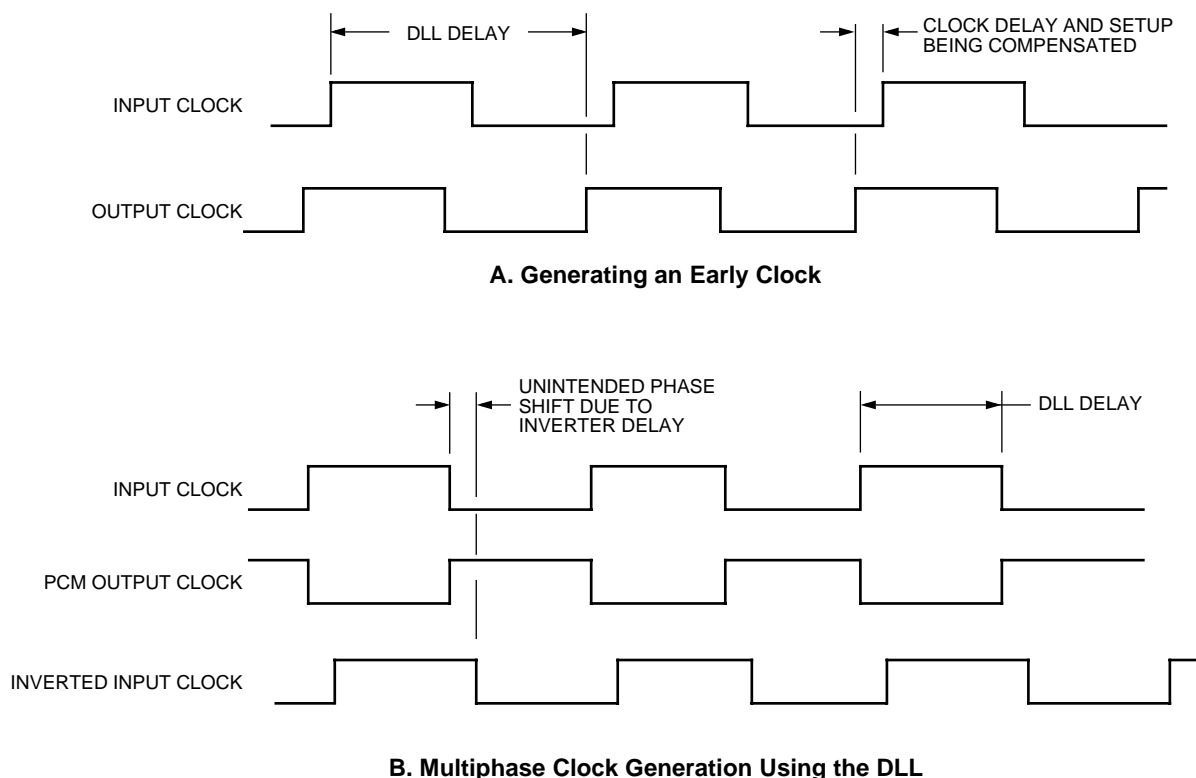 DLL DELAY
CLOCK DELAY AND SETUP
BEING COMPENSATED
INPUT CLOCK
OUTPUT CLOCK
A. Generating an Early Clock
UNINTENDED PHASE
SHIFT DUE TO
INVERTER DELAY
DLL DELAY
INPUT CLOCK
PCM OUTPUT CLOCK
INVERTED INPUT CLOCK
B. Multiphase Clock Generation Using the DLL